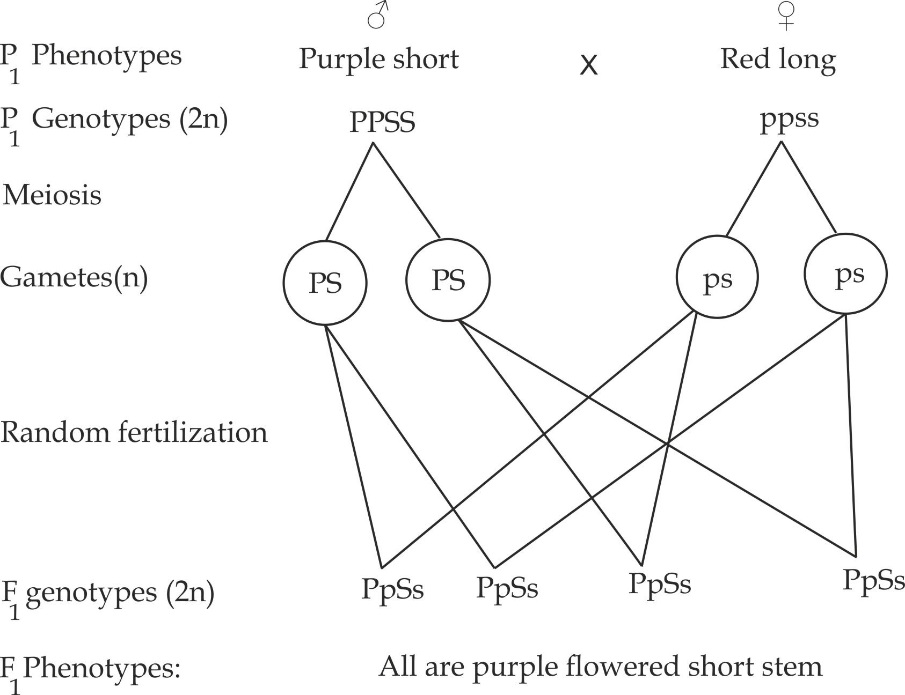 ♂ ♀
P1 Phenotypes Purple short x Red long
P1 Genotypes (2n) PPSS ppss
Meiosis
Gametes(n) PS PS ps ps
Random fertilization
F1 genotypes (2n) PpSs PpSs PpSs PpSs
F1 Phenotypes: All are purple flowered short stem